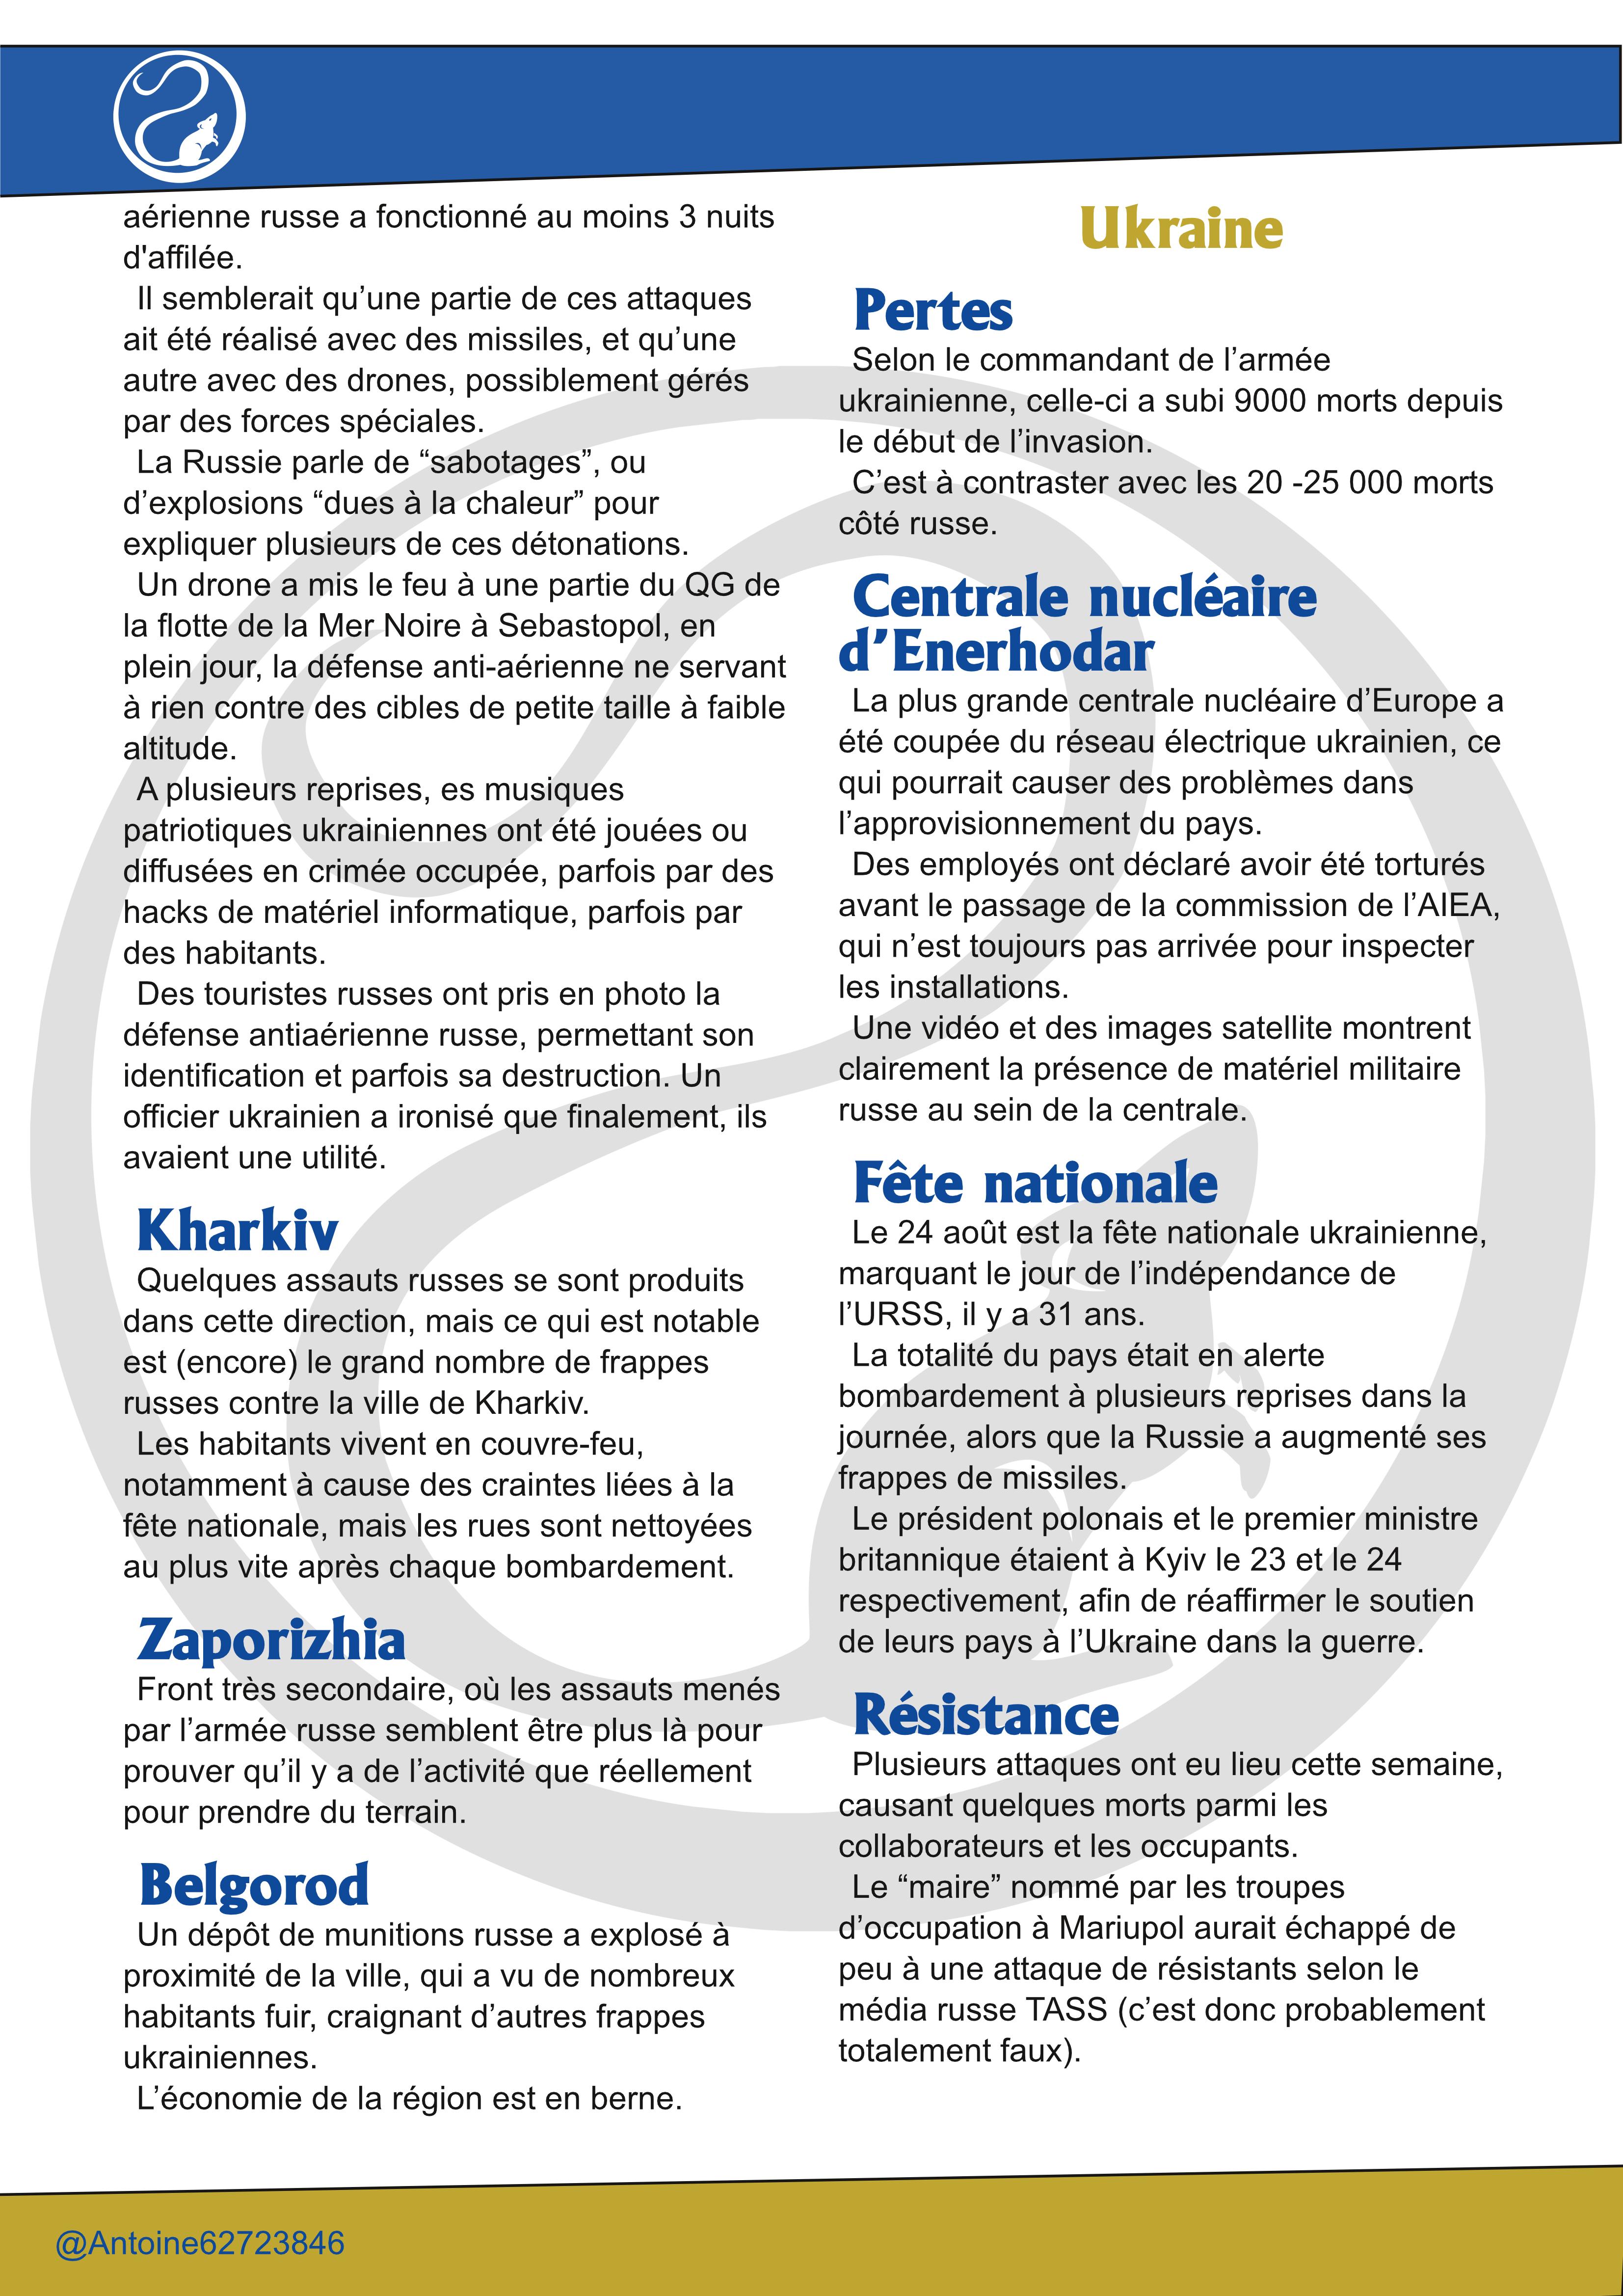 aérienne russe a fonctionné au moins 3 nuits
d'affilée.
Il semblerait qu’une partie de ces attaques
ait été réalisé avec des missiles, et qu’une
autre avec des drones, possiblement gérés
par des forces spéciales.
La Russie parle de “sabotages”, ou
d’explosions “dues à la chaleur” pour
expliquer plusieurs de ces détonations.
Un drone a mis le feu à une partie du QG de
la flotte de la Mer Noire à Sebastopol, en
plein jour, la défense anti-aérienne ne servant
à rien contre des cibles de petite taille à faible
altitude.
A plusieurs reprises, es musiques
patriotiques ukrainiennes ont été jouées ou
diffusées en crimée occupée, parfois par des
hacks de matériel informatique, parfois par
des habitants.
Des touristes russes ont pris en photo la
défense antiaérienne russe, permettant son
identification et parfois sa destruction. Un
officier ukrainien a ironisé que finalement, ils
avaient une utilité.
Kharkiv
Quelques assauts russes se sont produits
dans cette direction, mais ce qui est notable
est (encore) le grand nombre de frappes
russes contre la ville de Kharkiv.
Les habitants vivent en couvre-feu,
notamment à cause des craintes liées à la
fête nationale, mais les rues sont nettoyées
au plus vite après chaque bombardement.
Zaporizhia
Front très secondaire, où les assauts menés
par l’armée russe semblent être plus là pour
prouver qu’il y a de l’activité que réellement
pour prendre du terrain.
Belgorod
Un dépôt de munitions russe a explosé à
proximité de la ville, qui a vu de nombreux
habitants fuir, craignant d’autres frappes
ukrainiennes.
L’économie de la région est en berne.
Ukraine
Pertes
Selon le commandant de l’armée
ukrainienne, celle-ci a subi 9000 morts depuis
le début de l’invasion.
C’est à contraster avec les 20 -25 000 morts
côté russe.
Centrale nucléaire
d’Enerhodar
La plus grande centrale nucléaire d’Europe a
été coupée du réseau électrique ukrainien, ce
qui pourrait causer des problèmes dans
l’approvisionnement du pays.
Des employés ont déclaré avoir été torturés
avant le passage de la commission de l’AIEA,
qui n’est toujours pas arrivée pour inspecter
les installations.
Une vidéo et des images satellite montrent
clairement la présence de matériel militaire
russe au sein de la centrale.
Fête nationale
Le 24 août est la fête nationale ukrainienne,
marquant le jour de l’indépendance de
l’URSS, il y a 31 ans.
La totalité du pays était en alerte
bombardement à plusieurs reprises dans la
journée, alors que la Russie a augmenté ses
frappes de missiles.
Le président polonais et le premier ministre
britannique étaient à Kyiv le 23 et le 24
respectivement, afin de réaffirmer le soutien
de leurs pays à l’Ukraine dans la guerre.
Résistance
Plusieurs attaques ont eu lieu cette semaine,
causant quelques morts parmi les
collaborateurs et les occupants.
Le “maire” nommé par les troupes
d’occupation à Mariupol aurait échappé de
peu à une attaque de résistants selon le
média russe TASS (c’est donc probablement
totalement faux).
@Antoine62723846